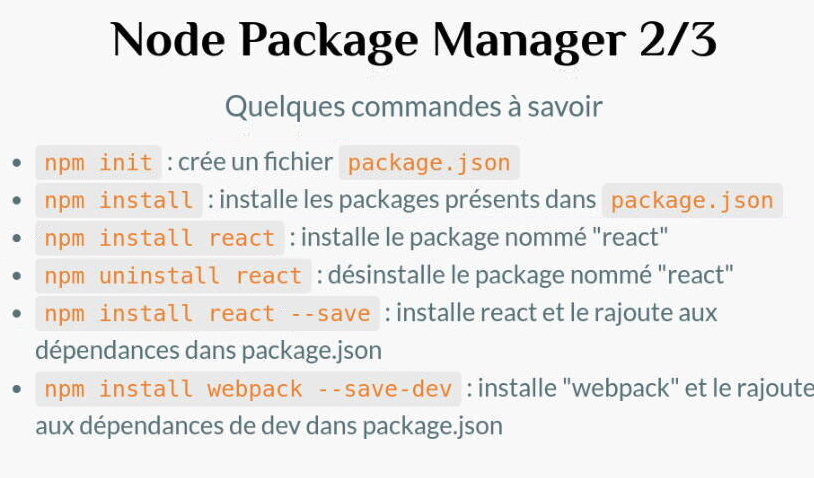 Node Package Manager 2/3
Quelques commandes à savoir
• npm init : crée un fichier package.json
• npm install : installe les packages présents dans package.json
• npm install react : installe le package nommé "react"
• npm uninstall react : désinstalle le package nommé "react"
• npm install react --save : installe react et le rajoute aux
dépendances dans package.json
• npm install webpack --save-dev : installe "webpack" et le rajoute
aux dépendances de dev dans package.json